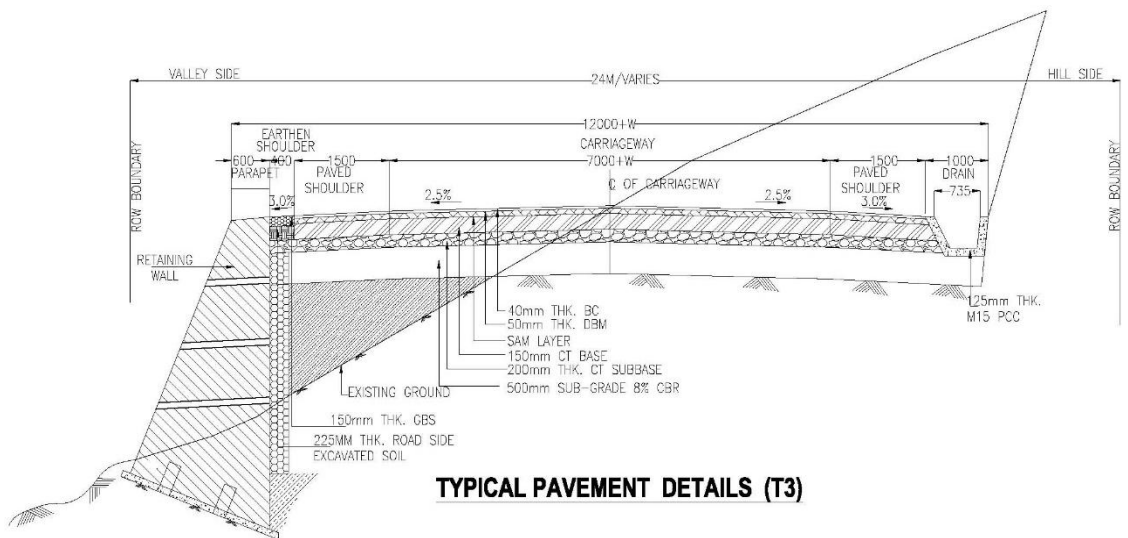 VALLEY SIDE
24M/VARIES
HILL SIDE
12000+W
EARTHEN
SHOULDER
CARRIAGEWAY
600
400
1500
7000+W
1500
1000
PARAPET
PAVED
SHOULDER
℄ OF CARRIAGEWAY
PAVED
SHOULDER
DRAIN
735
3.0%
2.5%
2.5%
3.0%
ROW BOUNDARY
ROW BOUNDARY
RETAINING
WALL
40mm THK. BC
50mm THK. DBM
SAM LAYER
150mm CT BASE
200mm THK. CT SUBBASE
500mm SUB-GRADE 8% CBR
125mm THK.
M15 PCC
EXISTING GROUND
150mm THK. GBS
225MM THK. ROAD SIDE
EXCAVATED SOIL
TYPICAL PAVEMENT DETAILS (T3)